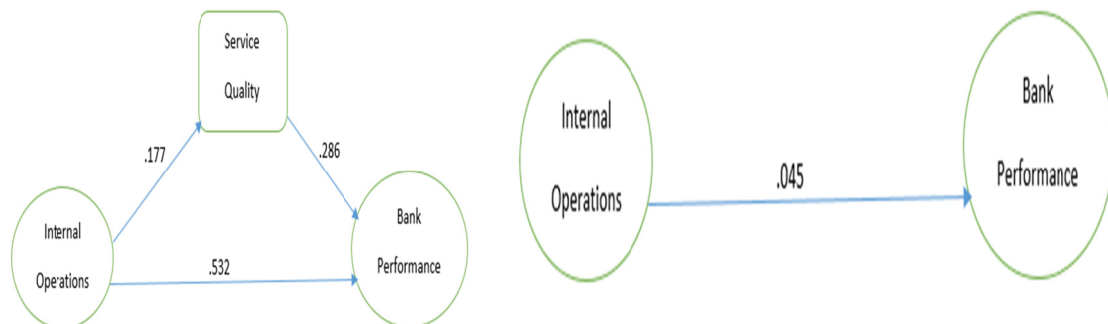 Service
Quality
.177
.286
Internal
Operations
.532
Bank
Performance
Internal
Operations
.045
Bank
Performance